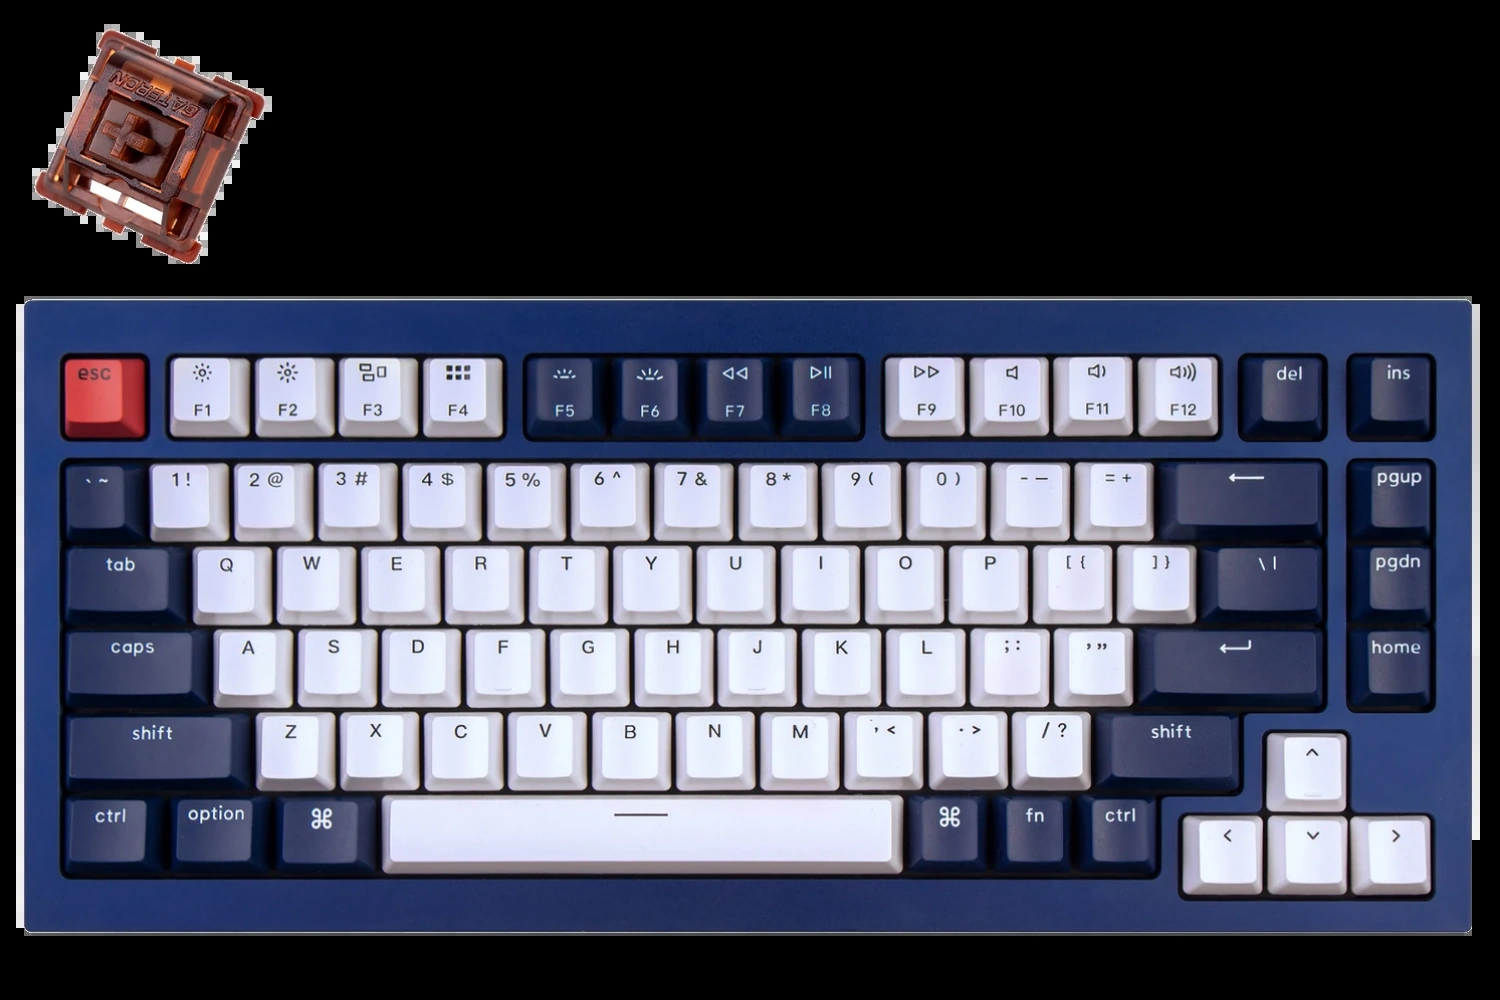 GATERON
esc F1 F2 F3 F4 F5 F6 F7 F8 F9 F10 F11 F12 del ins
` ~ 1 ! 2 @ 3 # 4 $ 5 % 6 ^ 7 & 8 * 9 ( 0 ) - — = + ← pgup
tab Q W E R T Y U I O P [ { ] } \ | pgdn
caps A S D F G H J K L ; : ' " home
shift Z X C V B N M , < . > / ? shift ^
ctrl option ⌘ — ⌘ fn ctrl < ˅ >